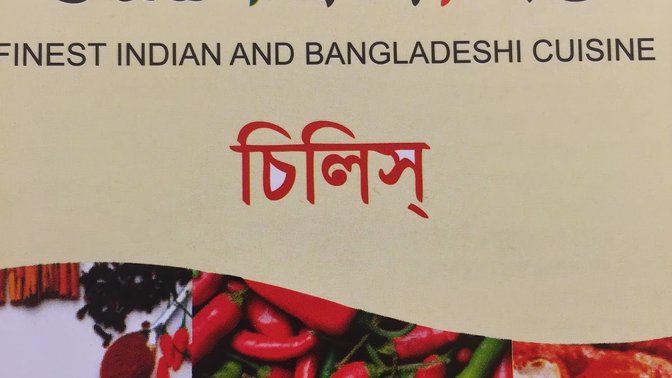 FINEST INDIAN AND BANGLADESHI CUISINE
চিলিস্